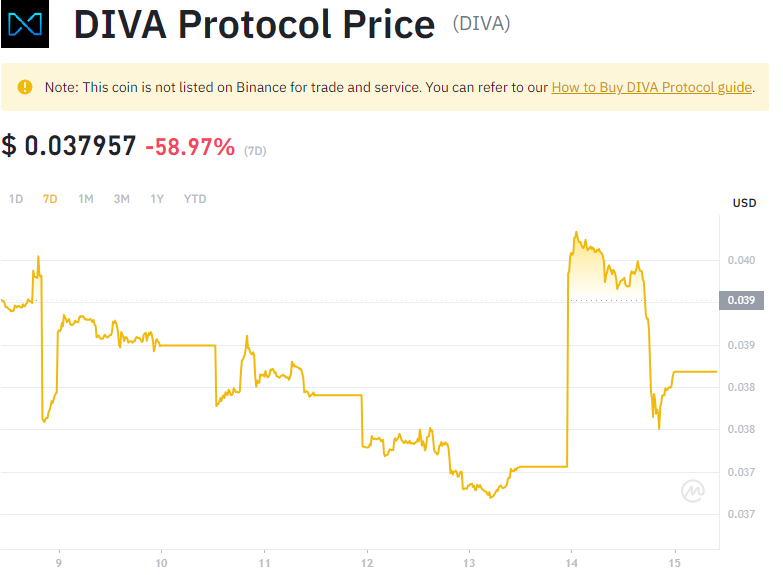 DIVA Protocol Price (DIVA)
Note: This coin is not listed on Binance for trade and service. You can refer to our How to Buy DIVA Protocol guide.
$ 0.037957 -58.97% (7D)
1D 7D 1M 3M 1Y YTD
USD
0.040
0.039
0.039
0.038
0.038
0.037
0.037
9 10 11 12 13 14 15